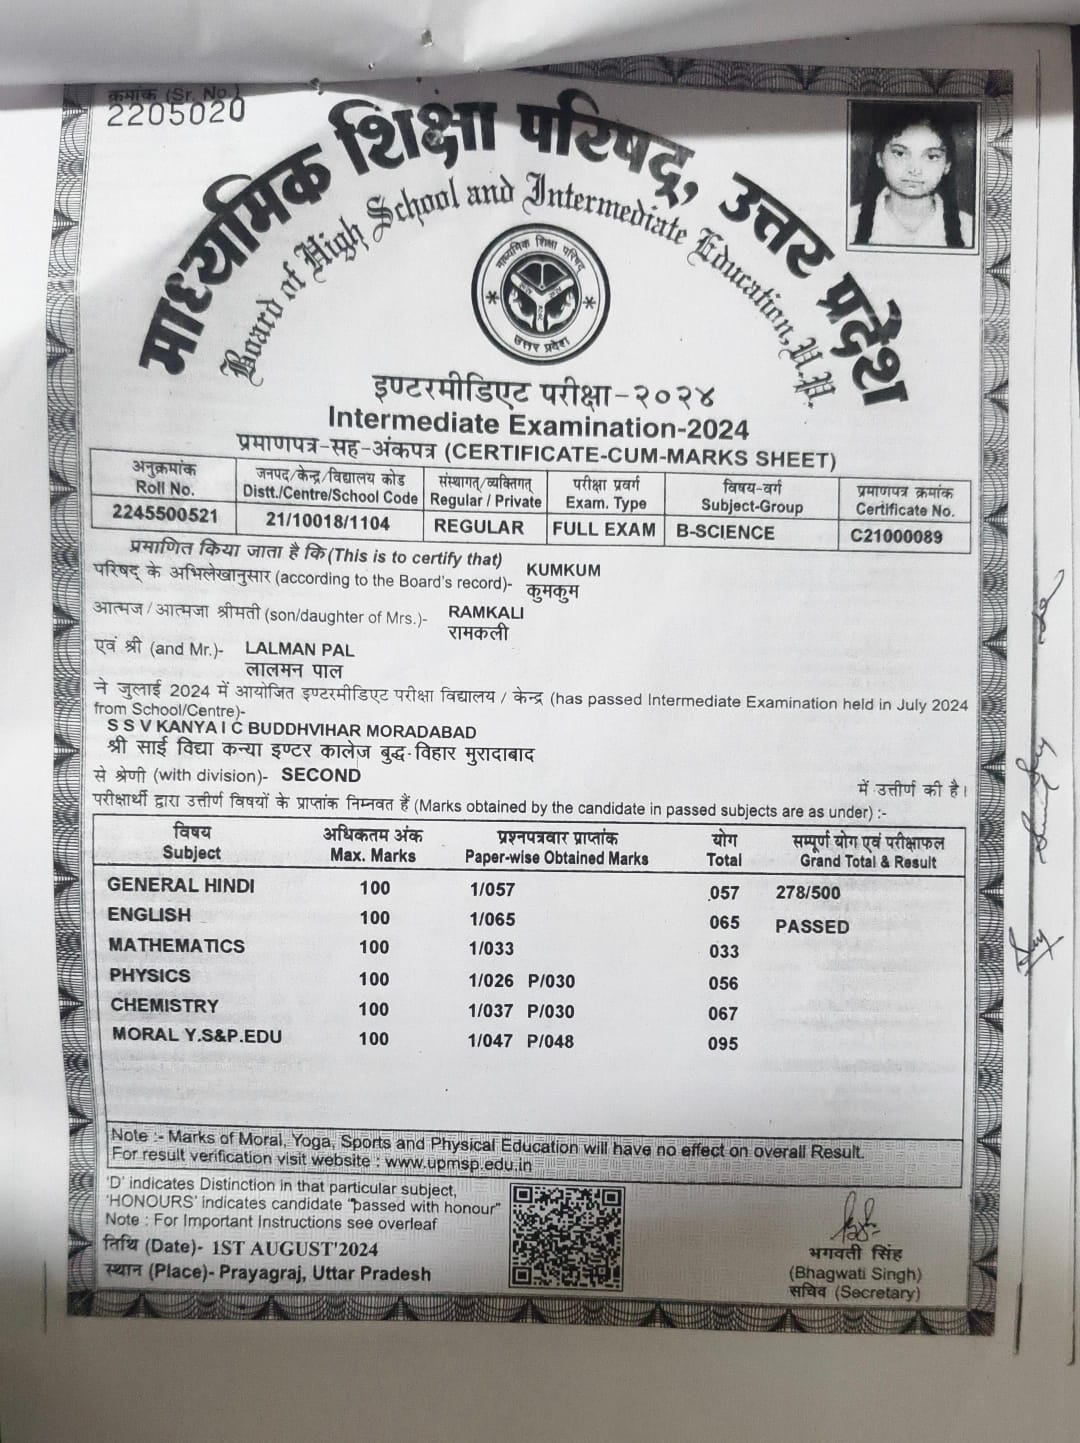 क्रमांक (Sr. No.)
2205020
माध्यमिक शिक्षा परिषद्, उत्तर प्रदेश
Board of High School and Intermediate Education, U.P.
माध्यमिक शिक्षा परिषद्
उत्तर प्रदेश
इण्टरमीडिएट परीक्षा-२०२४
Intermediate Examination-2024
प्रमाणपत्र-सह-अंकपत्र (CERTIFICATE-CUM-MARKS SHEET)
अनुक्रमांक जनपद/केन्द्र/विद्यालय कोड संस्थागत्/व्यक्तिगत् परीक्षा प्रवर्ग विषय-वर्ग प्रमाणपत्र क्रमांक
Roll No. Distt./Centre/School Code Regular / Private Exam. Type Subject-Group Certificate No.
2245500521 21/10018/1104 REGULAR FULL EXAM B-SCIENCE C21000089
प्रमाणित किया जाता है कि (This is to certify that)
परिषद् के अभिलेखानुसार (according to the Board's record)- KUMKUM
कुमकुम
आत्मज/आत्मजा श्रीमती (son/daughter of Mrs.)- RAMKALI
रामकली
एवं श्री (and Mr.)- LALMAN PAL
लालमन पाल
ने जुलाई 2024 में आयोजित इण्टरमीडिएट परीक्षा विद्यालय / केन्द्र (has passed Intermediate Examination held in July 2024
from School/Centre)-
S S V KANYA I C BUDDHVIHAR MORADABAD
श्री साई विद्या कन्या इण्टर कालेज बुद्ध-विहार मुरादाबाद
से श्रेणी (with division)- SECOND में उत्तीर्ण की है।
परीक्षार्थी द्वारा उत्तीर्ण विषयों के प्राप्तांक निम्नवत हैं (Marks obtained by the candidate in passed subjects are as under) :-
विषय अधिकतम अंक प्रश्नपत्रवार प्राप्तांक योग सम्पूर्ण योग एवं परीक्षाफल
Subject Max. Marks Paper-wise Obtained Marks Total Grand Total & Result
GENERAL HINDI 100 1/057 057 278/500
ENGLISH 100 1/065 065 PASSED
MATHEMATICS 100 1/033 033
PHYSICS 100 1/026 P/030 056
CHEMISTRY 100 1/037 P/030 067
MORAL Y.S&P.EDU 100 1/047 P/048 095
Note :- Marks of Moral, Yoga, Sports and Physical Education will have no effect on overall Result.
For result verification visit website : www.upmsp.edu.in
'D' indicates Distinction in that particular subject,
'HONOURS' indicates candidate "passed with honour"
Note : For Important Instructions see overleaf
तिथि (Date)- 1ST AUGUST'2024
स्थान (Place)- Prayagraj, Uttar Pradesh
भगवती सिंह
(Bhagwati Singh)
सचिव (Secretary)